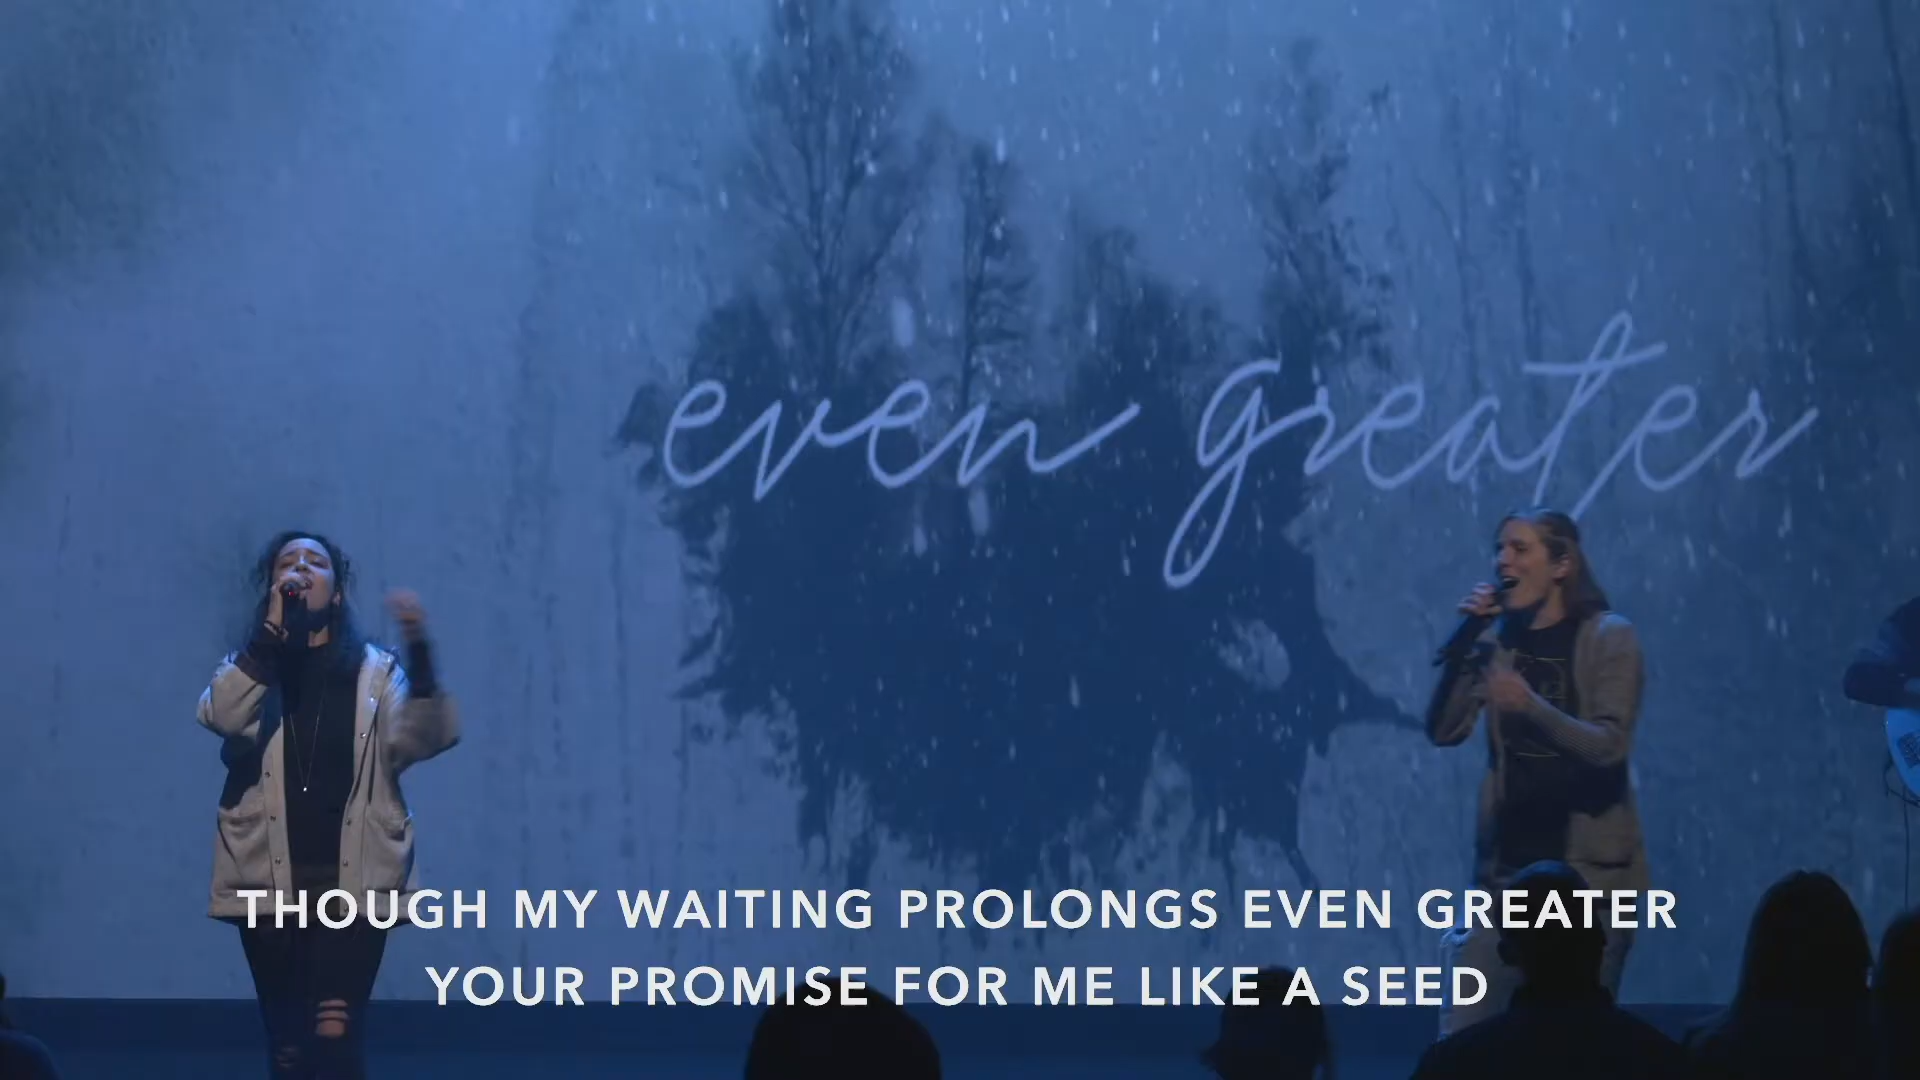 even greater
THOUGH MY WAITING PROLONGS EVEN GREATER
YOUR PROMISE FOR ME LIKE A SEED